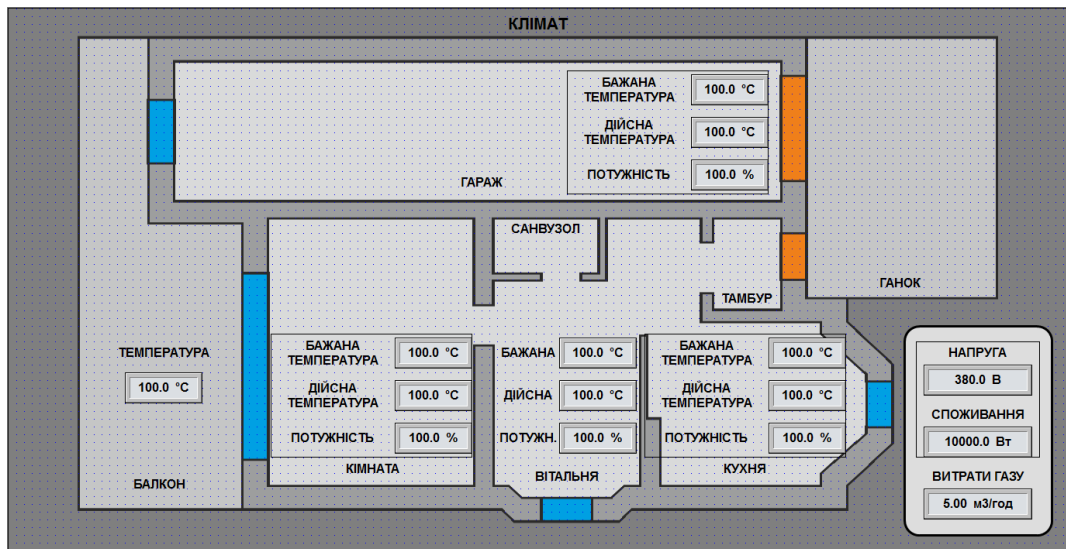 КЛІМАТ
БАЖАНА
ТЕМПЕРАТУРА
100.0 °C
ДІЙСНА
ТЕМПЕРАТУРА
100.0 °C
ПОТУЖНІСТЬ
100.0 %
ГАРАЖ
САНВУЗОЛ
ТАМБУР
ГАНОК
ТЕМПЕРАТУРА
100.0 °C
БАЛКОН
БАЖАНА
ТЕМПЕРАТУРА
100.0 °C
ДІЙСНА
ТЕМПЕРАТУРА
100.0 °C
ПОТУЖНІСТЬ
100.0 %
КІМНАТА
БАЖАНА
100.0 °C
ДІЙСНА
100.0 °C
ПОТУЖН.
100.0 %
ВІТАЛЬНЯ
БАЖАНА
ТЕМПЕРАТУРА
100.0 °C
ДІЙСНА
ТЕМПЕРАТУРА
100.0 °C
ПОТУЖНІСТЬ
100.0 %
КУХНЯ
НАПРУГА
380.0 В
СПОЖИВАННЯ
10000.0 Вт
ВИТРАТИ ГАЗУ
5.00 м3/год